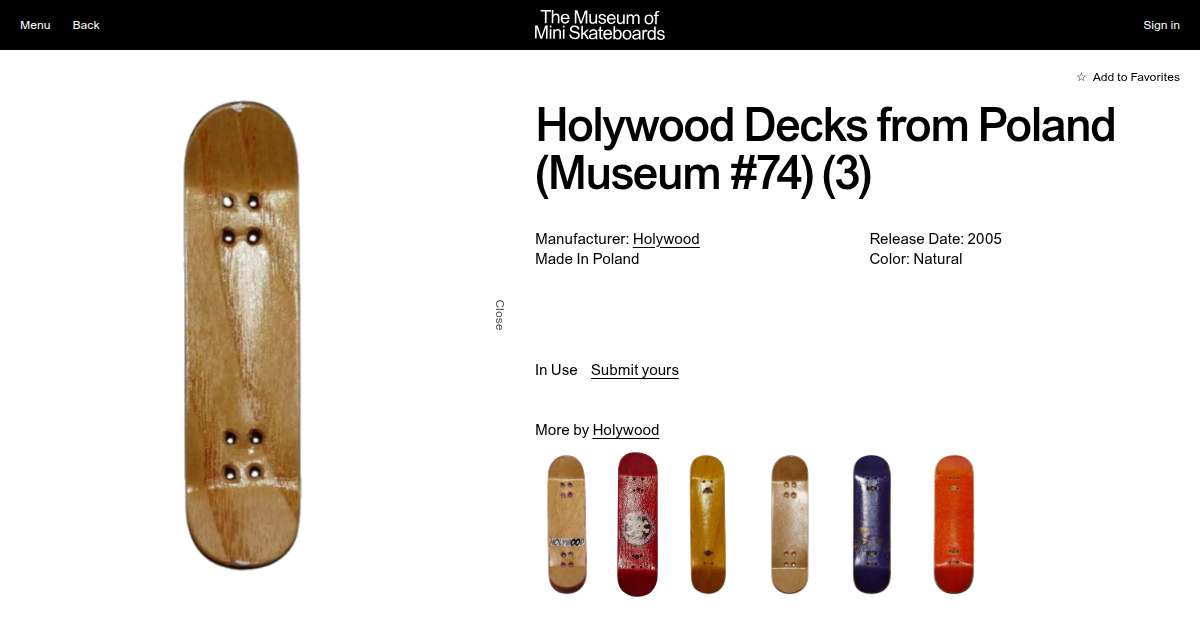 Menu
Back
The Museum of
Mini Skateboards
Sign in
☆ Add to Favorites
Holywood Decks from Poland
(Museum #74) (3)
Manufacturer: Holywood
Made In Poland
Release Date: 2005
Color: Natural
Close
In Use Submit yours
More by Holywood
HOLYWOOD